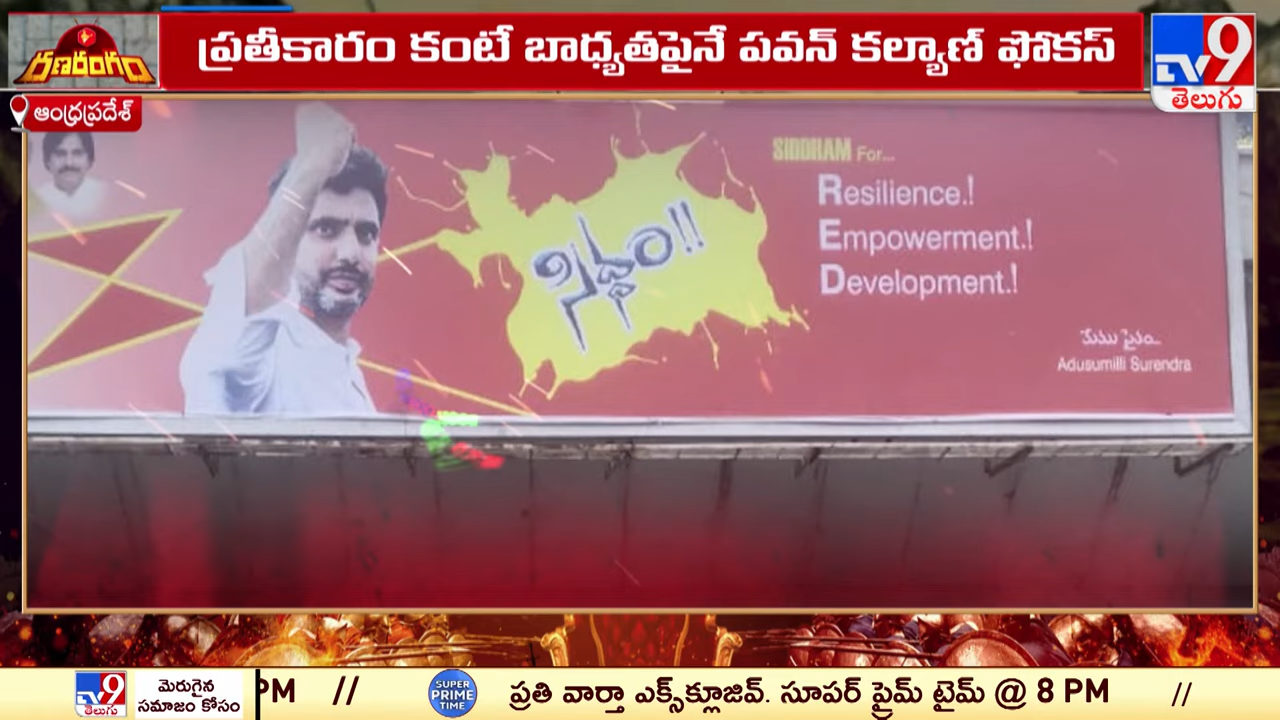 రణరంగం
ప్రతీకారం కంటే బాధ్యతపైనే పవన్ కల్యాణ్ ఫోకస్
TV9
తెలుగు
ఆంధ్రప్రదేశ్
సిద్ధం!!
SIDDHAM For...
Resilience.!
Empowerment.!
Development.!
మేము సైతం...
Adusumilli Surendra
TV9
తెలుగు
మెరుగైన
సమాజం కోసం
PM // SUPER PRIME TIME ప్రతి వార్తా ఎక్స్‌క్లూజివ్. సూపర్ ప్రైమ్ టైమ్ @ 8 PM //